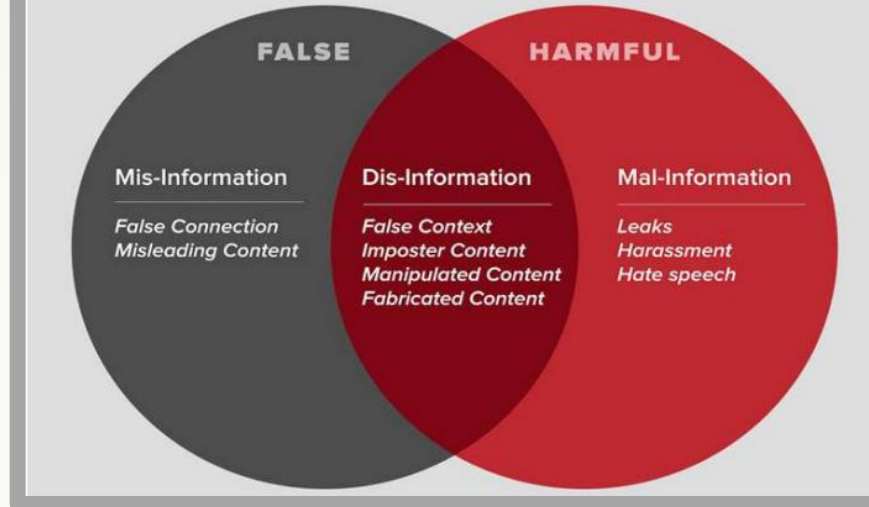 FALSE
HARMFUL
Mis-Information
False Connection
Misleading Content
Dis-Information
False Context
Imposter Content
Manipulated Content
Fabricated Content
Mal-Information
Leaks
Harassment
Hate speech